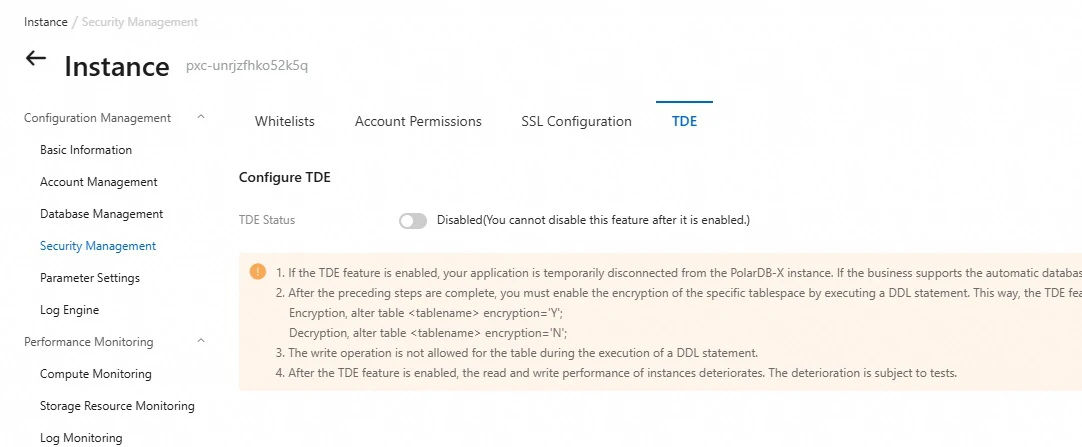 Instance / Security Management
Instance pxc-unrjzfhko52k5q
Configuration Management
Basic Information
Account Management
Database Management
Security Management
Parameter Settings
Log Engine
Performance Monitoring
Compute Monitoring
Storage Resource Monitoring
Log Monitoring
Whitelists Account Permissions SSL Configuration TDE
Configure TDE
TDE Status Disabled(You cannot disable this feature after it is enabled.)
1. If the TDE feature is enabled, your application is temporarily disconnected from the PolarDB-X instance. If the business supports the automatic
2. After the preceding steps are complete, you must enable the encryption of the specific tablespace by executing a DDL statement. This way, the TDE
Encryption, alter table <tablename> encryption='Y';
Decryption, alter table <tablename> encryption='N';
3. The write operation is not allowed for the table during the execution of a DDL statement.
4. After the TDE feature is enabled, the read and write performance of instances deteriorates. The deterioration is subject to tests.